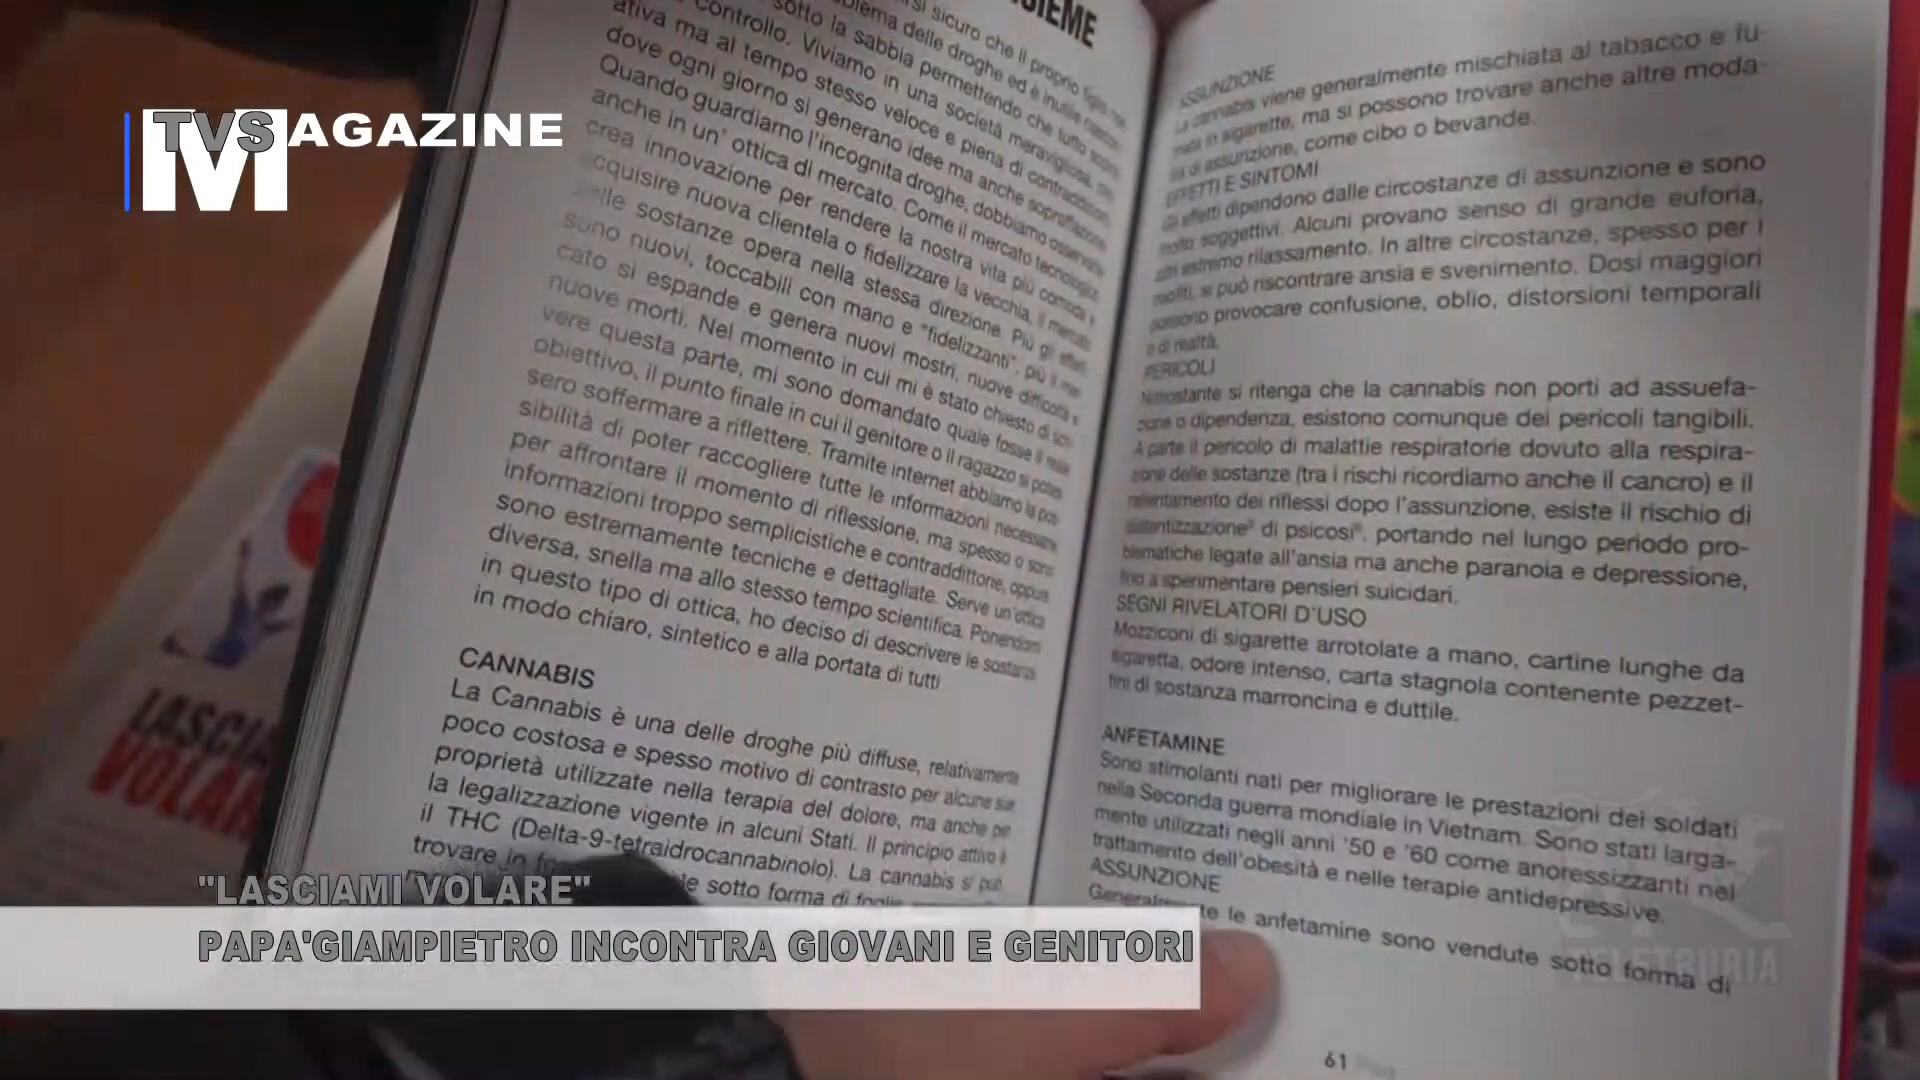 TVS
MAGAZINE
SIEME
sicuro che il proprio figlio
problema delle droghe ed è inutile
sotto la sabbia permettendo che tutto
controllo. Viviamo in una società meravigliosa,
ativa ma al tempo stesso veloce e piena di contraddizioni
dove ogni giorno si generano idee ma anche sopraffazione
Quando guardiamo l'incognita droghe, dobbiamo osservarla
anche in un' ottica di mercato. Come il mercato tecnologico
crea innovazione per rendere la nostra vita più comoda e
acquisire nuova clientela o fidelizzare la vecchia, il mercato
delle sostanze opera nella stessa direzione. Più gli effetti
sono nuovi, toccabili con mano e "fidelizzanti", più il mer-
cato si espande e genera nuovi mostri, nuove difficoltà e
nuove morti. Nel momento in cui mi è stato chiesto di scri-
vere questa parte, mi sono domandato quale fosse il reale
obiettivo, il punto finale in cui il genitore o il ragazzo si potes-
sero soffermare a riflettere. Tramite internet abbiamo la pos-
sibilità di poter raccogliere tutte le informazioni necessarie
per affrontare il momento di riflessione, ma spesso o sono
informazioni troppo semplicistiche e contraddittorie, oppure
sono estremamente tecniche e dettagliate. Serve un'ottica
diversa, snella ma allo stesso tempo scientifica. Ponendomi
in questo tipo di ottica, ho deciso di descrivere le sostanze
in modo chiaro, sintetico e alla portata di tutti
CANNABIS
La Cannabis è una delle droghe più diffuse, relativamente
poco costosa e spesso motivo di contrasto per alcune sue
proprietà utilizzate nella terapia del dolore, ma anche per
la legalizzazione vigente in alcuni Stati. Il principio attivo è
il THC (Delta-9-tetraidrocannabinolo). La cannabis si può
trovare in
sotto forma di foglie
ASSUNZIONE
La cannabis viene generalmente mischiata al tabacco e fu-
mata in sigarette, ma si possono trovare anche altre moda-
lità di assunzione, come cibo o bevande.
EFFETTI E SINTOMI
Gli effetti dipendono dalle circostanze di assunzione e sono
molto soggettivi. Alcuni provano senso di grande euforia,
altri estremo rilassamento. In altre circostanze, spesso per i
neofiti, si può riscontrare ansia e svenimento. Dosi maggiori
possono provocare confusione, oblio, distorsioni temporali
e di realtà.
PERICOLI
Nonostante si ritenga che la cannabis non porti ad assuefa-
zione o dipendenza, esistono comunque dei pericoli tangibili.
A parte il pericolo di malattie respiratorie dovuto alla respira-
zione delle sostanze (tra i rischi ricordiamo anche il cancro) e il
rallentamento dei riflessi dopo l'assunzione, esiste il rischio di
di psicosi, portando nel lungo periodo pro-
blematiche legate all'ansia ma anche paranoia e depressione,
fino a sperimentare pensieri suicidari.
SEGNI RIVELATORI D'USO
Mozziconi di sigarette arrotolate a mano, cartine lunghe da
sigaretta, odore intenso, carta stagnola contenente pezzet-
tini di sostanza marroncina e duttile.
ANFETAMINE
Sono stimolanti nati per migliorare le prestazioni dei soldati
nella Seconda guerra mondiale in Vietnam. Sono stati larga-
mente utilizzati negli anni '50 e '60 come anoressizzanti nel
trattamento dell'obesità e nelle terapie antidepressive.
ASSUNZIONE
Generalmente le anfetamine sono vendute sotto forma di
61
LASCIA
VOLAR
"LASCIAMI VOLARE"
PAPA'GIAMPIETRO INCONTRA GIOVANI E GENITORI
TELETRURIA